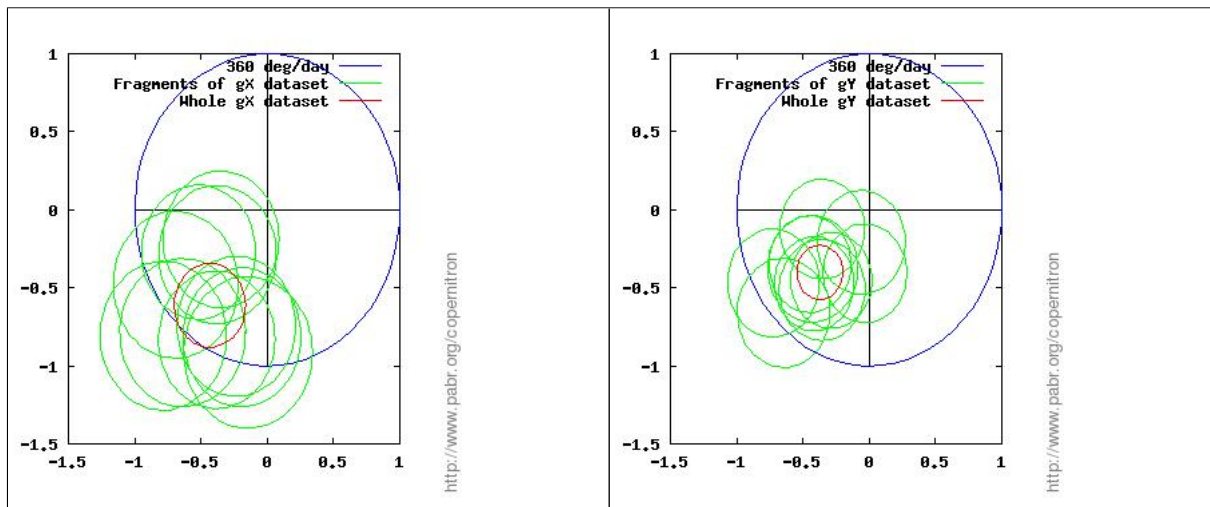 1
0.5
0
-0.5
-1
-1.5
-1.5 -1 -0.5 0 0.5 1
360 deg/day
Fragments of gX dataset
Whole gX dataset
http://www.pabr.org/copernitron
1
0.5
0
-0.5
-1
-1.5
-1.5 -1 -0.5 0 0.5 1
360 deg/day
Fragments of gY dataset
Whole gY dataset
http://www.pabr.org/copernitron